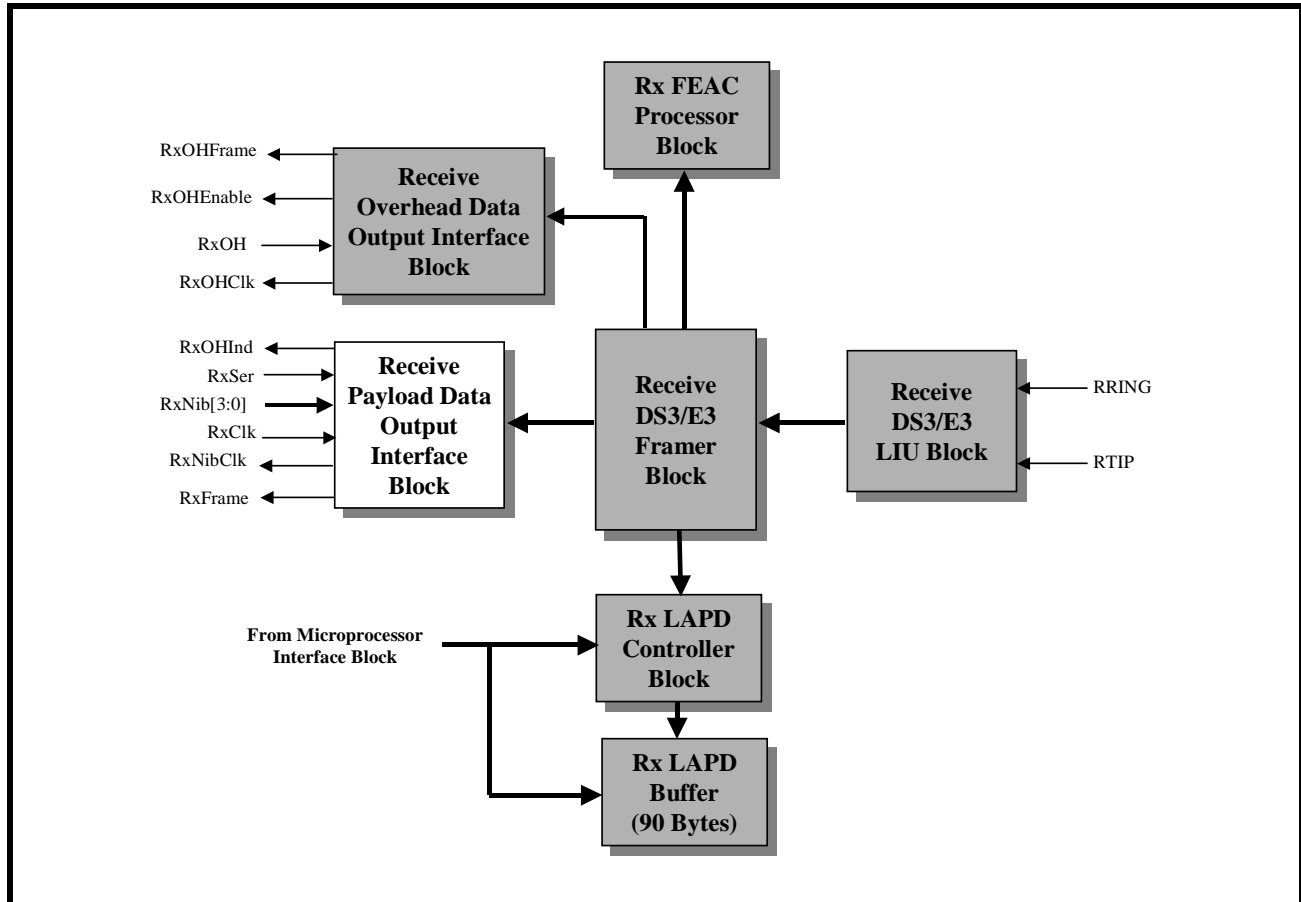 Rx FEAC
Processor
Block
RxOHFrame
RxOHEnable
RxOH
RxOHClk
Receive
Overhead Data
Output Interface
Block
RxOHInd
RxSer
RxNib[3:0]
RxClk
RxNibClk
RxFrame
Receive
Payload Data
Output
Interface
Block
Receive
DS3/E3
Framer
Block
Receive
DS3/E3
LIU Block
RRING
RTIP
From Microprocessor
Interface Block
Rx LAPD
Controller
Block
Rx LAPD
Buffer
(90 Bytes)